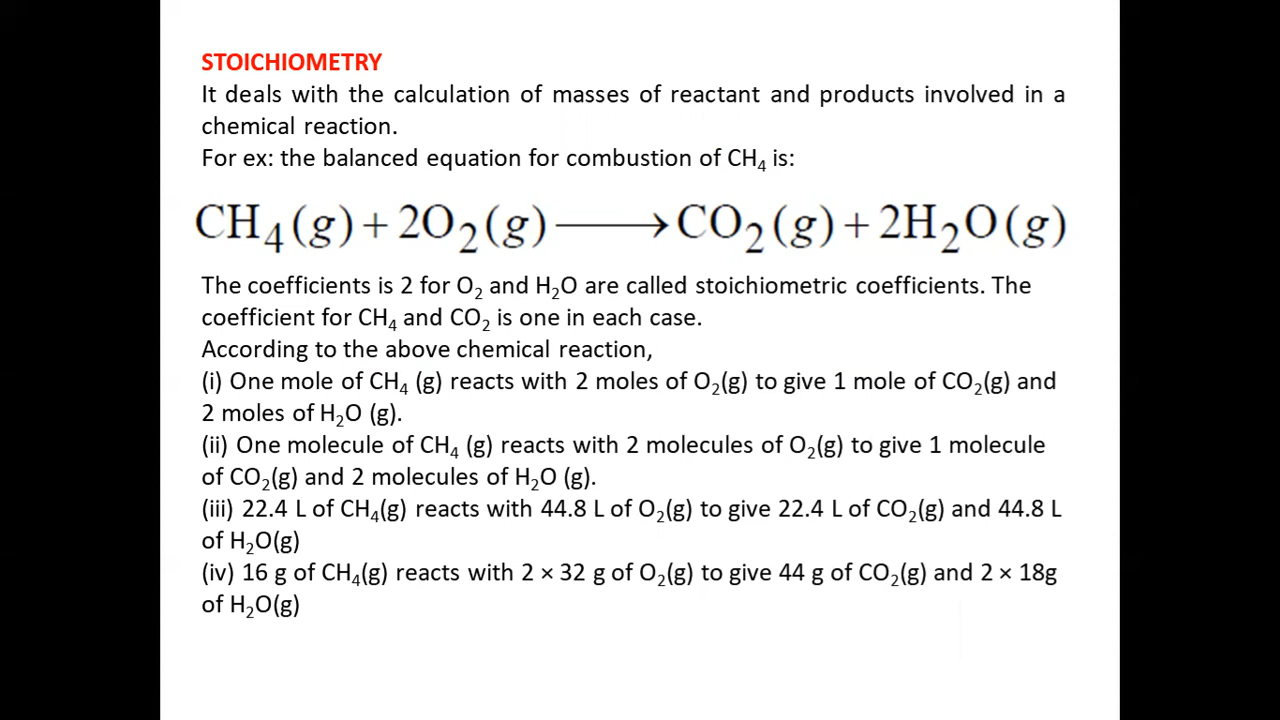 STOICHIOMETRY
It deals with the calculation of masses of reactant and products involved in a
chemical reaction.
For ex: the balanced equation for combustion of CH₄ is:
CH₄(g) + 2O₂(g) ⟶ CO₂(g) + 2H₂O(g)
The coefficients is 2 for O₂ and H₂O are called stoichiometric coefficients. The
coefficient for CH₄ and CO₂ is one in each case.
According to the above chemical reaction,
(i) One mole of CH₄ (g) reacts with 2 moles of O₂(g) to give 1 mole of CO₂(g) and
2 moles of H₂O (g).
(ii) One molecule of CH₄ (g) reacts with 2 molecules of O₂(g) to give 1 molecule
of CO₂(g) and 2 molecules of H₂O (g).
(iii) 22.4 L of CH₄(g) reacts with 44.8 L of O₂(g) to give 22.4 L of CO₂(g) and 44.8 L
of H₂O(g)
(iv) 16 g of CH₄(g) reacts with 2 × 32 g of O₂(g) to give 44 g of CO₂(g) and 2 × 18g
of H₂O(g)